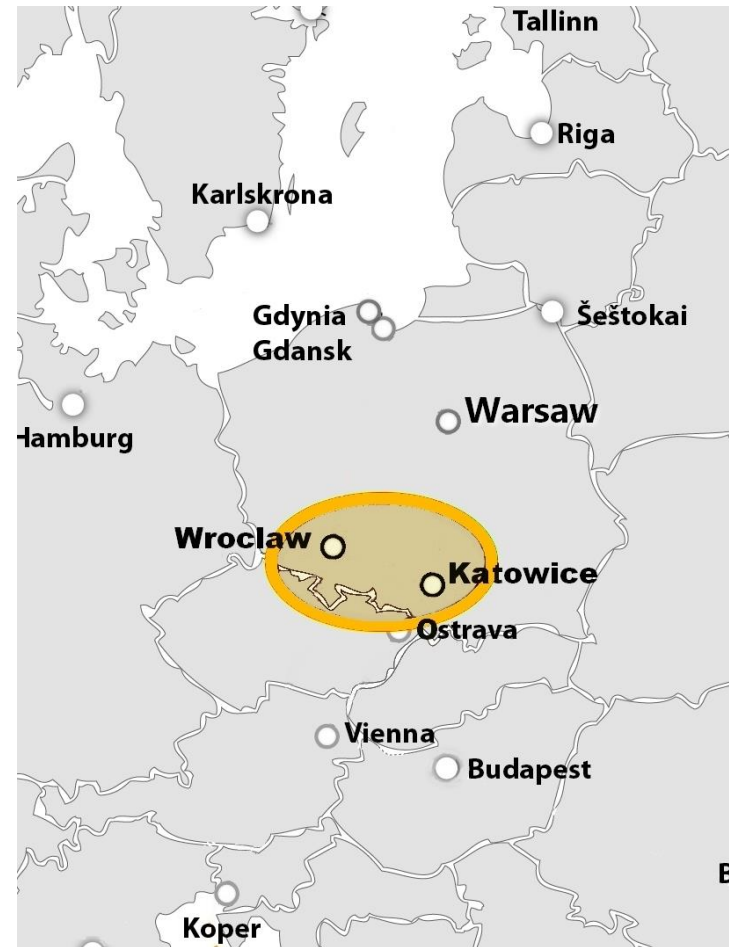 Tallinn
Riga
Karlskrona
Gdynia
Šeštokai
Gdansk
Warsaw
Hamburg
Wroclaw
Katowice
Ostrava
Vienna
Budapest
B
Koper